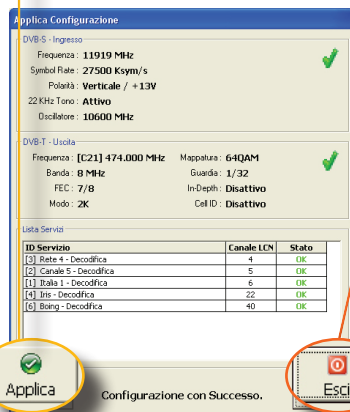 Applica Configurazione
DVB-S - Ingresso
Frequenza : 11919 MHz
Symbol Rate : 27500 Ksym/s
Polarità : Verticale / +13V
22 KHz Tono : Attivo
Oscillatore : 10600 MHz
DVB-T - Uscita
Frequenza : [C21] 474.000 MHz Mappatura : 64QAM
Banda : 8 MHz Guardia : 1/32
FEC : 7/8 In-Depth : Disattivo
Modo : 2K Cell ID : Disattivo
Lista Servizi
ID Servizio Canale LCN Stato
[3] Rete 4 - Decodifica 4 OK
[2] Canale 5 - Decodifica 5 OK
[1] Italia 1 - Decodifica 6 OK
[4] Iris - Decodifica 22 OK
[6] Boing - Decodifica 40 OK
Applica
Configurazione con Successo.
Esci